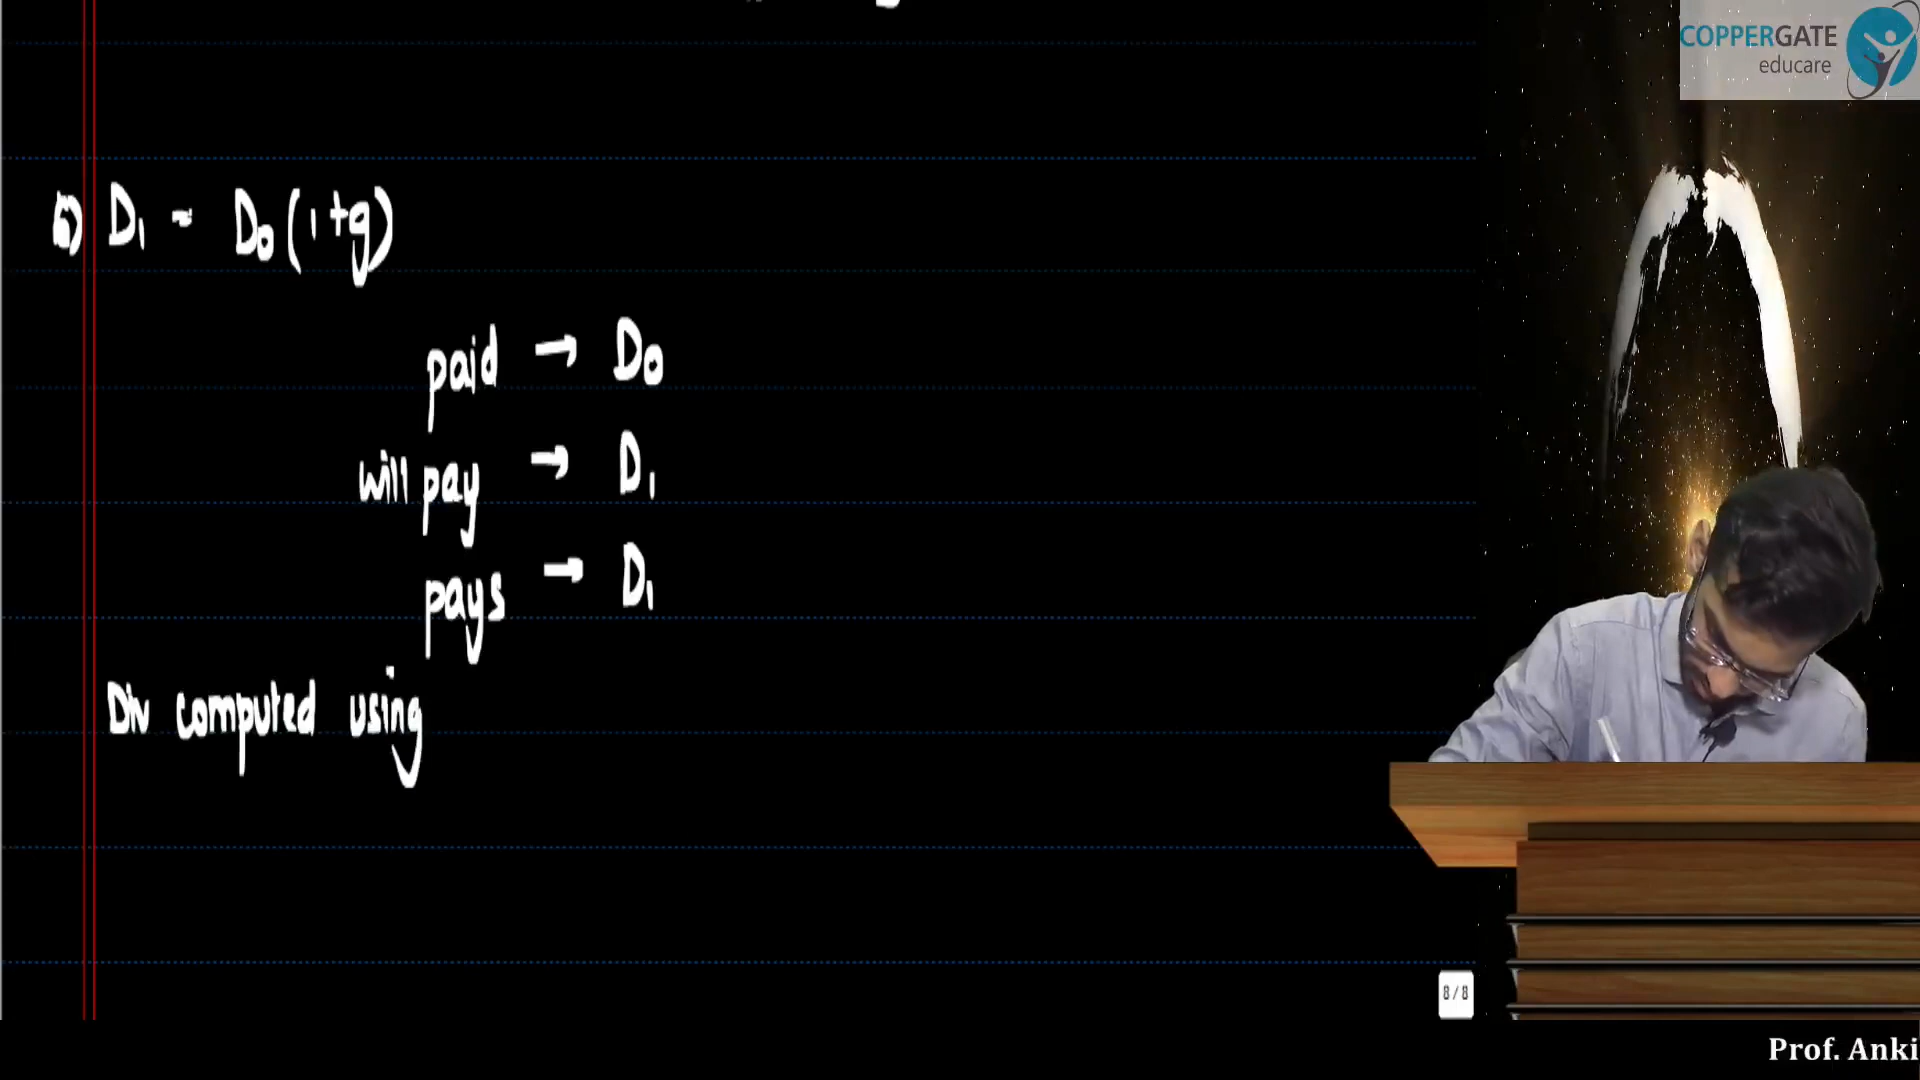 COPPERGATE
educare
6) D₁ = D₀ (1+g)
paid → D₀
will pay → D₁
pays → D₁
Div computed using
8/8
Prof. Anki